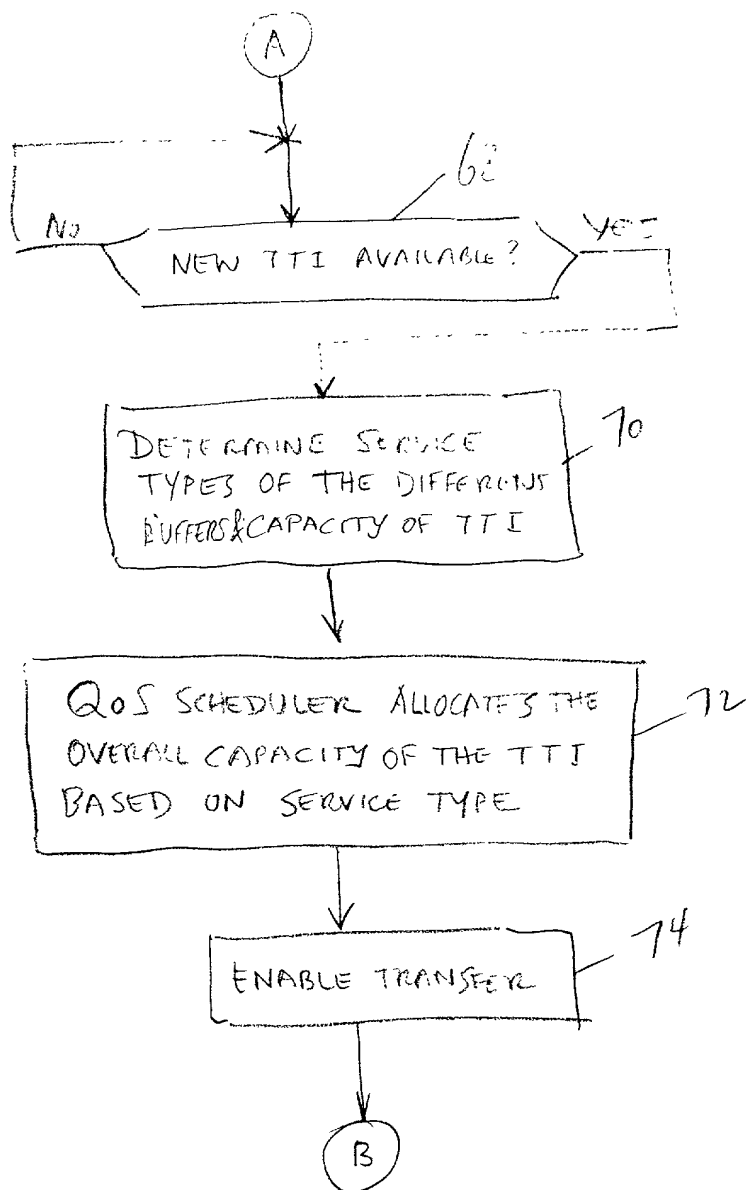 A
No
NEW TTI AVAILABLE?
YES
DETERMINE SERVICE
TYPES OF THE DIFFERENT
BUFFERS & CAPACITY OF TTI
70
QoS SCHEDULER ALLOCATES THE
OVERALL CAPACITY OF THE TTI
BASED ON SERVICE TYPE
72
ENABLE TRANSFER
74
B